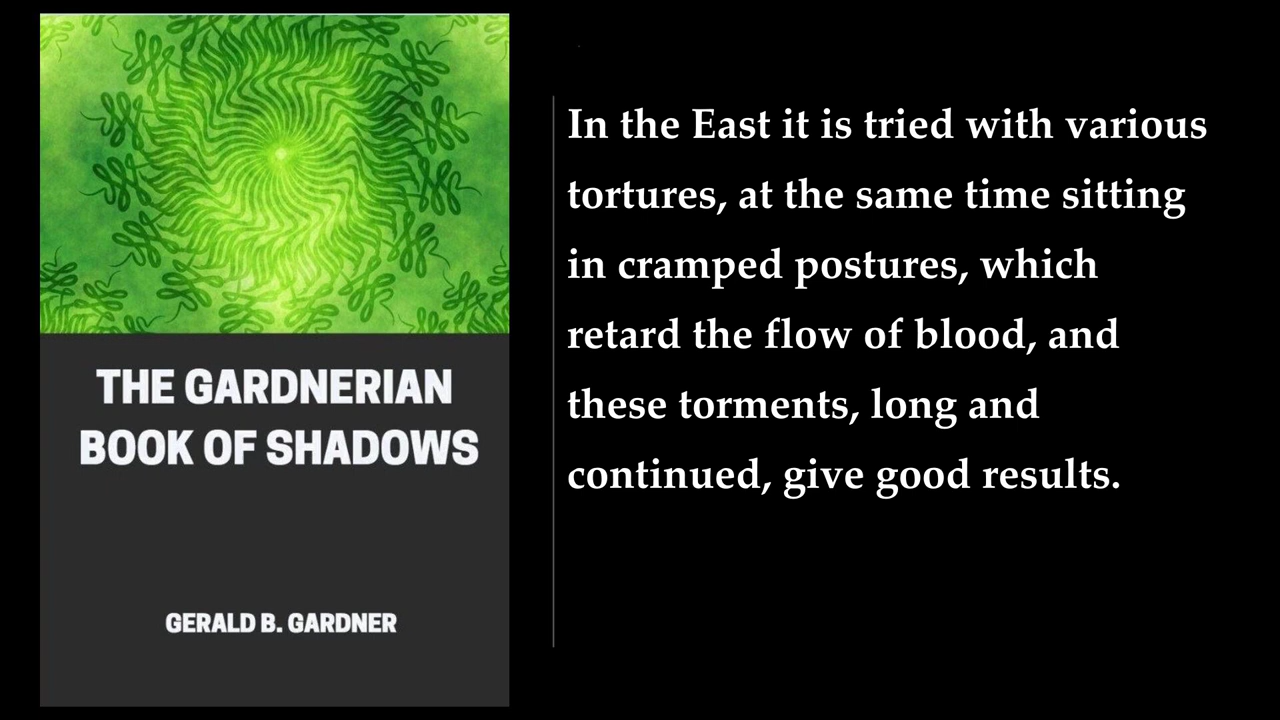 THE GARDNERIAN
BOOK OF SHADOWS
GERALD B. GARDNER
In the East it is tried with various
tortures, at the same time sitting
in cramped postures, which
retard the flow of blood, and
these torments, long and
continued, give good results.